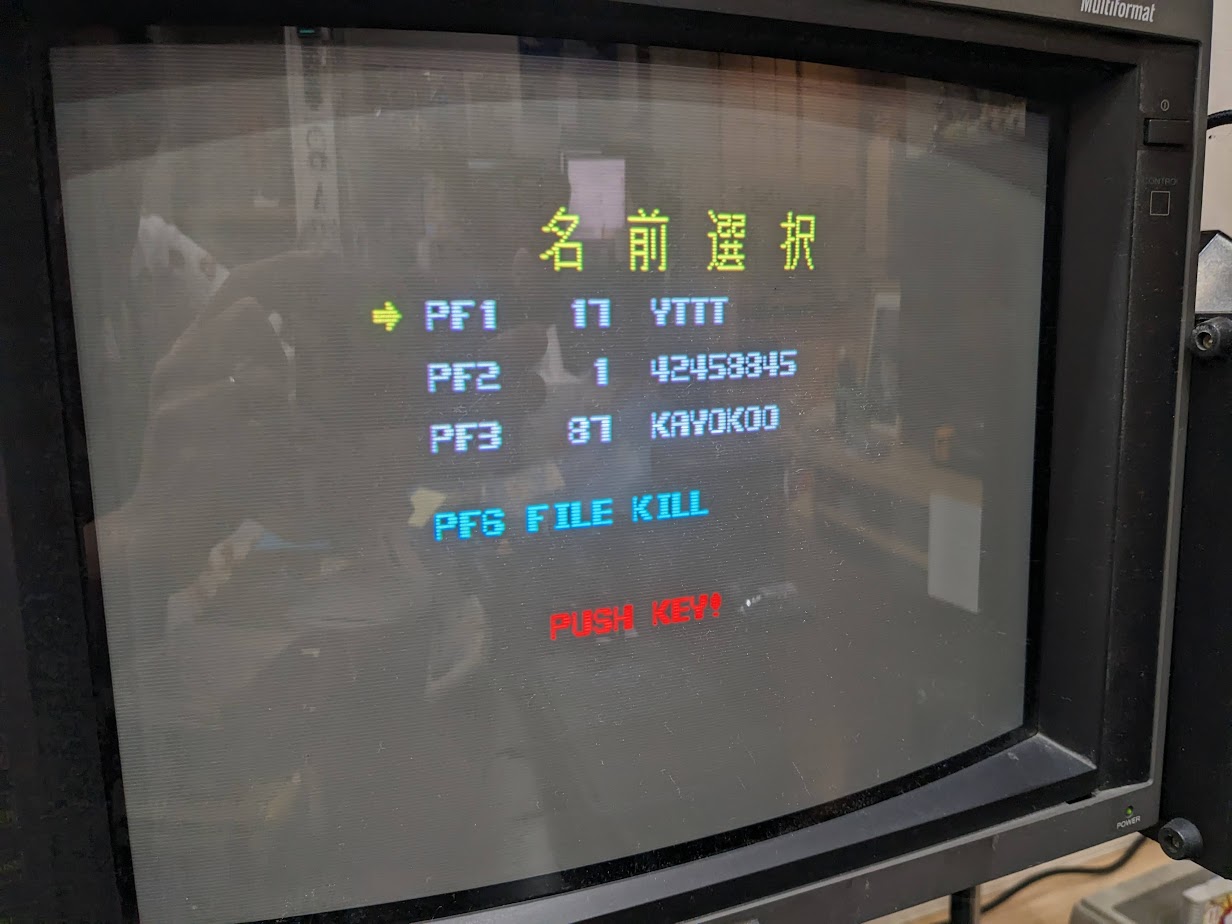 Multiformat
名前選択
⇨ PF1 17 YTTT
PF2 1 42458845
PF3 87 KAYOKOO
PF6 FILE KILL
PUSH KEY!
CONTROL
POWER